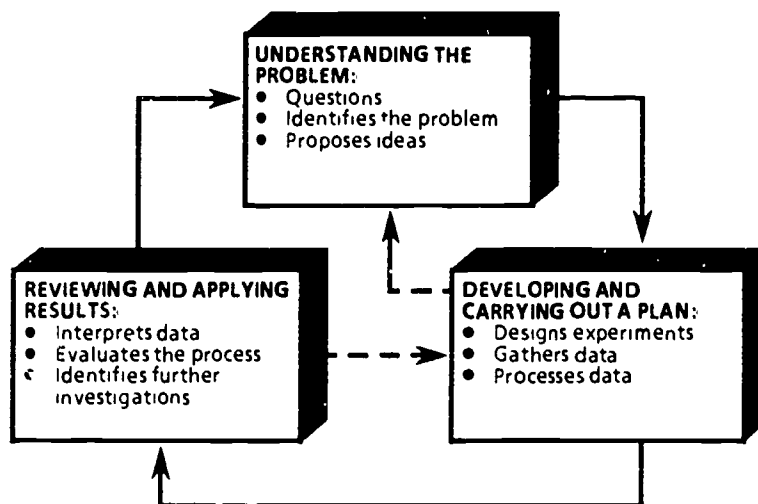 UNDERSTANDING THE
PROBLEM:
● Questions
● Identifies the problem
● Proposes ideas
REVIEWING AND APPLYING
RESULTS:
● Interprets data
● Evaluates the process
● Identifies further
investigations
DEVELOPING AND
CARRYING OUT A PLAN:
● Designs experiments
● Gathers data
● Processes data